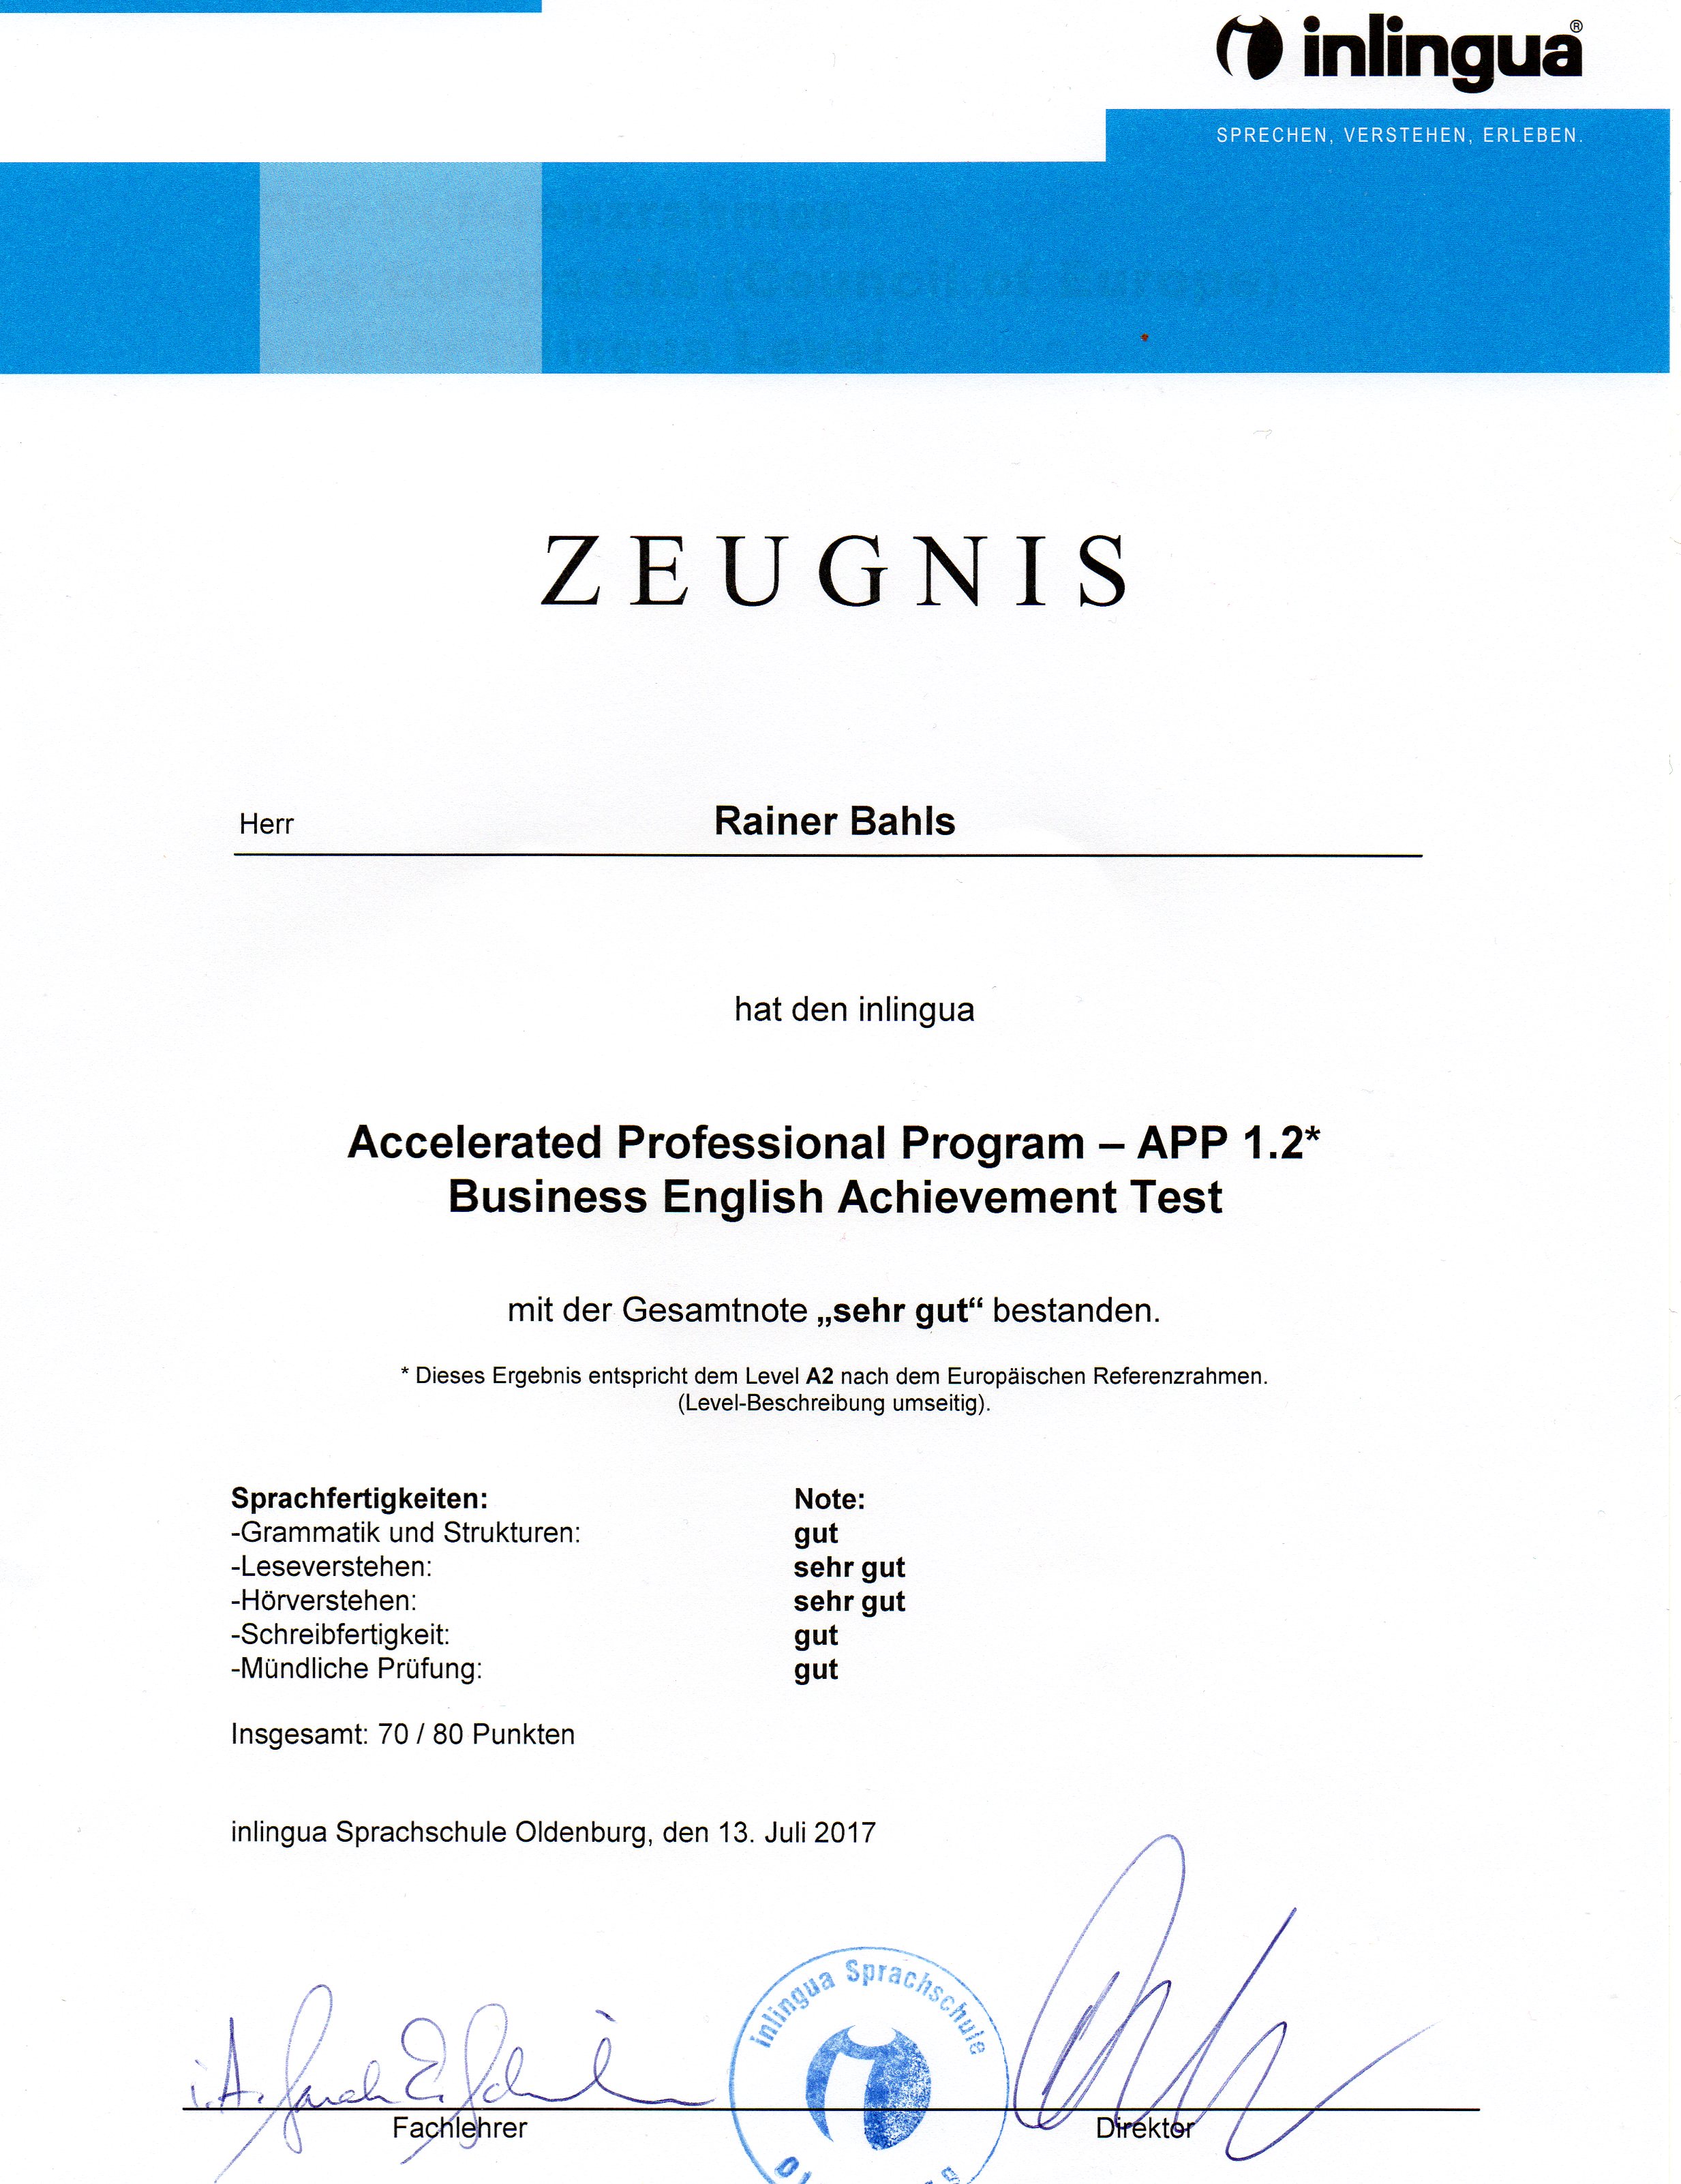 inlingua®
SPRECHEN, VERSTEHEN, ERLEBEN.
ZEUGNIS
Herr Rainer Bahls
hat den inlingua
Accelerated Professional Program – APP 1.2*
Business English Achievement Test
mit der Gesamtnote „sehr gut“ bestanden.
* Dieses Ergebnis entspricht dem Level A2 nach dem Europäischen Referenzrahmen.
(Level-Beschreibung umseitig).
Sprachfertigkeiten: Note:
-Grammatik und Strukturen: gut
-Leseverstehen: sehr gut
-Hörverstehen: sehr gut
-Schreibfertigkeit: gut
-Mündliche Prüfung: gut
Insgesamt: 70 / 80 Punkten
inlingua Sprachschule Oldenburg, den 13. Juli 2017
inlingua Sprachschule
i.A.
Fachlehrer Direktor